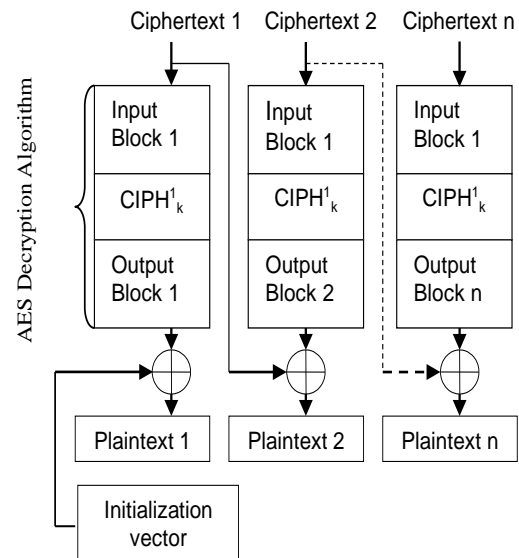 Ciphertext 1
Ciphertext 2
Ciphertext n
AES Decryption Algorithm
Input
Block 1
Input
Block 1
Input
Block 1
CIPH¹ₖ
CIPH¹ₖ
CIPH¹ₖ
Output
Block 1
Output
Block 2
Output
Block n
Plaintext 1
Plaintext 2
Plaintext n
Initialization
vector